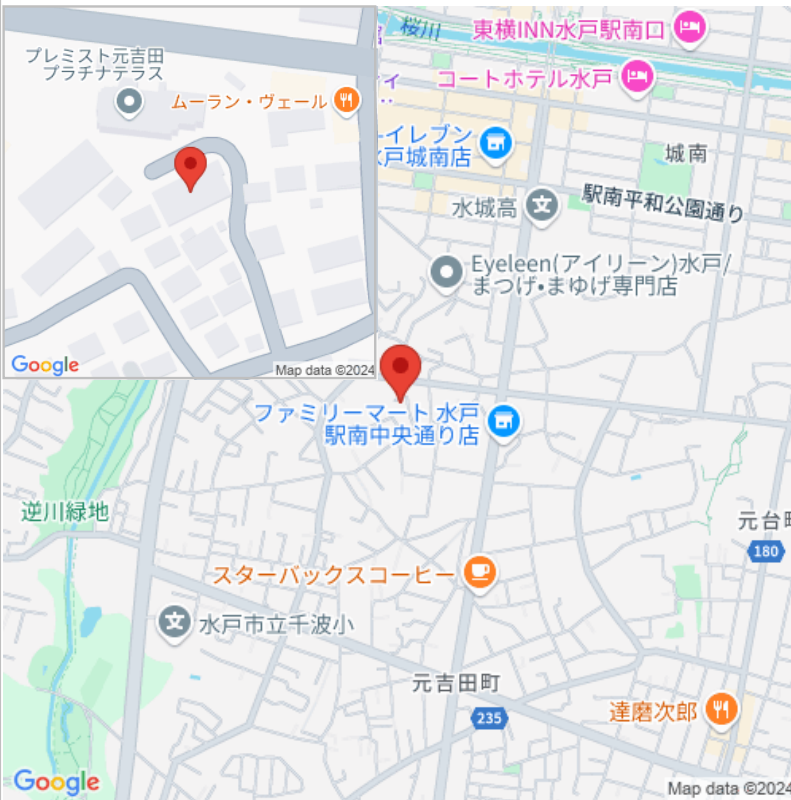 プレミスト元吉田
プラチナテラス
ムーラン・ヴェール
Google
Map data ©2024
桜川
東横INN水戸駅南口
コートホテル水戸
イ
イレブン
戸城南店
城南
水城高
駅南平和公園通り
Eyeleen(アイリーン)水戸/
まつげ•まゆげ専門店
ファミリーマート 水戸
駅南中央通り店
逆川緑地
元台町
180
スターバックスコーヒー
水戸市立千波小
元吉田町
235
達磨次郎
Google
Map data ©2024